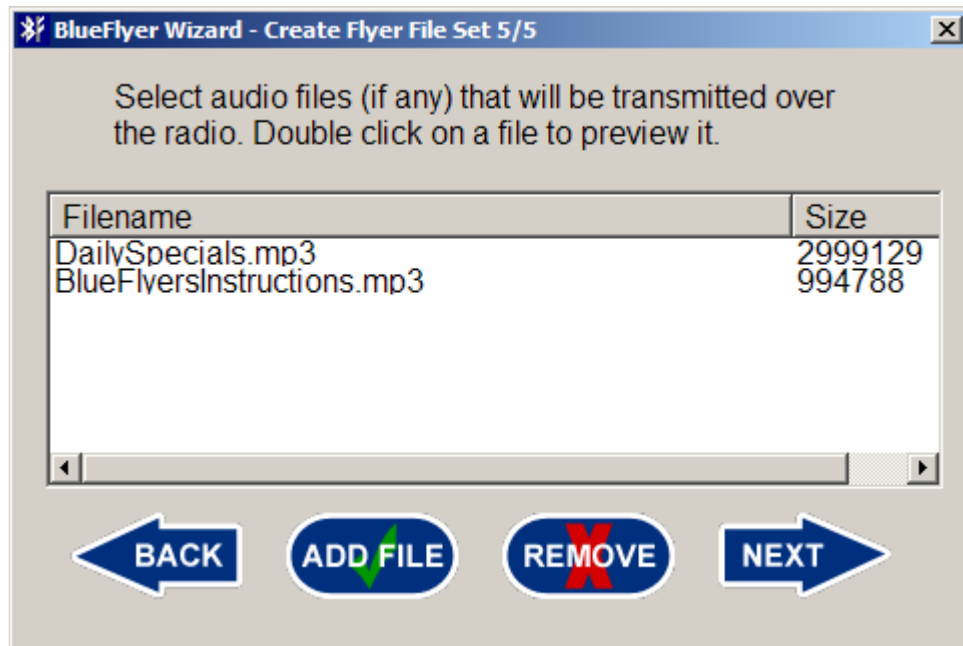 BlueFlyer Wizard - Create Flyer File Set 5/5
Select audio files (if any) that will be transmitted over
the radio. Double click on a file to preview it.
Filename Size
DailySpecials.mp3 2999129
BlueFlyersInstructions.mp3 994788
BACK ADD FILE REMOVE NEXT